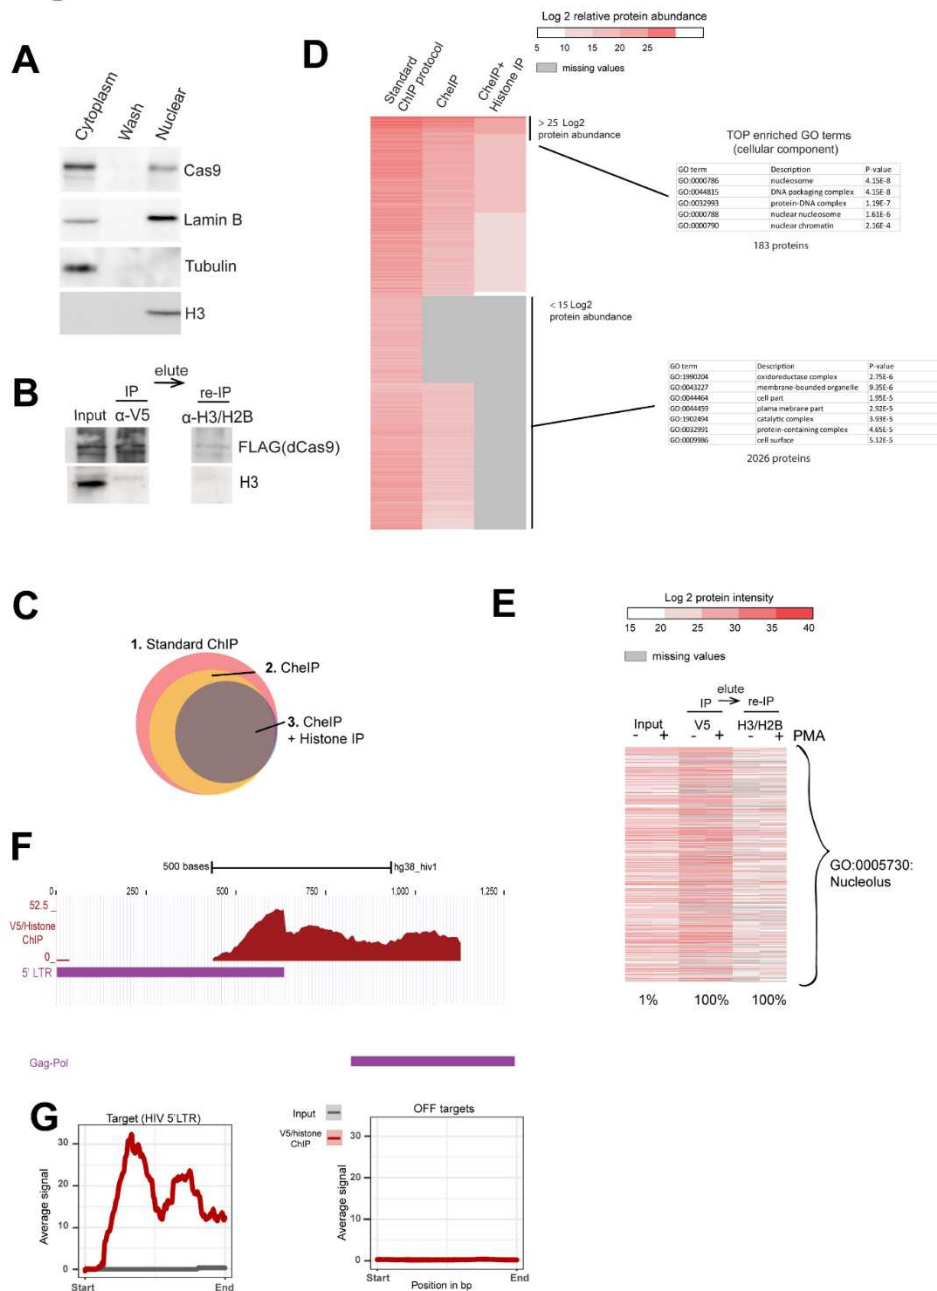 A
Cytoplasm
Wash
Nuclear
Cas9
Lamin B
Tubulin
H3
B
elute
IP
re-IP
Input
α-V5
α-H3/H2B
FLAG(dCas9)
H3
C
1. Standard ChIP
2. CheIP
3. CheIP
+ Histone IP
D
Log 2 relative protein abundance
5 10 15 20 25
missing values
Standard
ChIP protocol
CheIP
CheIP+
Histone IP
> 25 Log2
protein abundance
TOP enriched GO terms
(cellular component)
GO term Description P-value
GO:0000786 nucleosome 4.15E-8
GO:0044815 DNA packaging complex 4.15E-8
GO:0032993 protein-DNA complex 1.19E-7
GO:0000788 nuclear nucleosome 1.61E-6
GO:0000790 nuclear chromatin 2.16E-4
183 proteins
< 15 Log2
protein abundance
GO term Description P-value
GO:1990204 oxidoreductase complex 2.75E-6
GO:0043227 membrane-bounded organelle 9.35E-6
GO:0044464 cell part 1.95E-5
GO:0044459 plasma mebrane part 2.92E-5
GO:1902494 catalytic complex 3.93E-5
GO:0032991 protein-containing complex 4.65E-5
GO:0009986 cell surface 5.12E-5
2026 proteins
E
Log 2 protein intensity
15 20 25 30 35 40
missing values
elute
IP re-IP
Input V5 H3/H2B
- + - + - + PMA
GO:0005730:
Nucleolus
1% 100% 100%
F
500 bases hg38_hiv1
0 250 500 750 1,000 1,250
52.5
V5/Histone
ChIP
0
5' LTR
Gag-Pol
G
Target (HIV 5'LTR)
Average signal
30
20
10
0
Start End
Input
V5/histone
ChIP
OFF targets
Average signal
30
20
10
0
Start Position in bp End